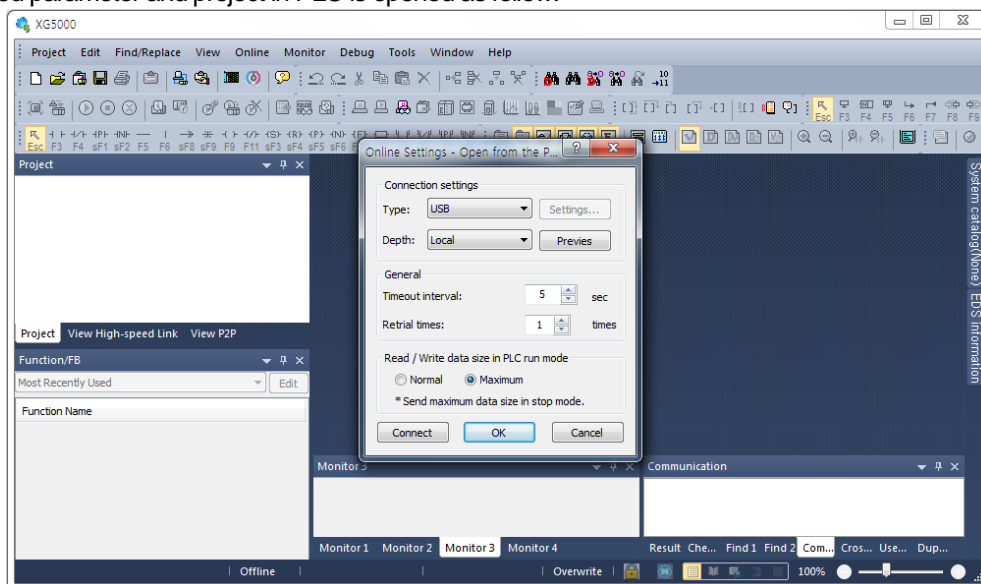 XG5000
Project Edit Find/Replace View Online Monitor Debug Tools Window Help
Esc F3 F4 F5 F6 F7 F8 F9
Esc F3 F4 sF1 sF2 F5 F6 sF8 sF9 F9 F11 sF3 sF4 sF5 sF6
Project
Online Settings - Open from the P...
Connection settings
Type: USB Settings...
Depth: Local Previes
General
Timeout interval: 5 sec
Retrial times: 1 times
Read / Write data size in PLC run mode
Normal Maximum
* Send maximum data size in stop mode.
Connect OK Cancel
System catalog(None)
EDS information
Project View High-speed Link View P2P
Function/FB
Most Recently Used Edit
Function Name
Monitor 3
Communication
Monitor 1 Monitor 2 Monitor 3 Monitor 4
Result Che... Find 1 Find 2 Com... Cros... Use... Dup...
Offline Overwrite 100%